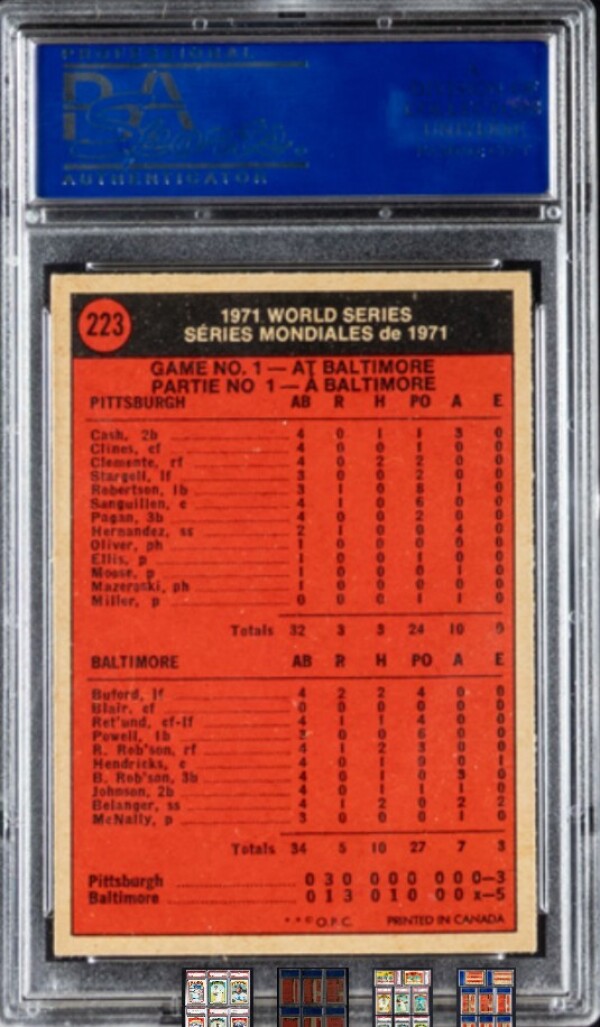 PROFESSIONAL
PSA
AUTHENTICATOR
223
1971 WORLD SERIES
SÉRIES MONDIALES de 1971
GAME NO. 1 — AT BALTIMORE
PARTIE NO 1 — À BALTIMORE
PITTSBURGH AB R H PO A E
Cash, 2b 4 0 1 1 3 0
Clines, cf 4 0 0 1 0 0
Clemente, rf 4 0 2 2 0 0
Stargell, lf 3 0 0 2 0 0
Robertson, 1b 3 1 0 8 1 0
Sanguillen, c 4 1 0 6 0 0
Pagan, 3b 4 0 0 2 0 0
Hernandez, ss 2 1 0 0 4 0
Oliver, ph 1 0 0 0 0 0
Ellis, p 1 0 0 1 0 0
Moose, p 1 0 0 0 1 0
Mazeroski, ph 1 0 0 0 0 0
Miller, p 0 0 0 1 1 0
Totals 32 3 3 24 10 0
BALTIMORE AB R H PO A E
Buford, lf 4 2 2 4 0 0
Blair, cf 0 0 0 0 0 0
Ret'und, cf-lf 4 1 1 4 0 0
Powell, 1b 3 0 0 6 0 0
R. Rob'son, rf 4 1 2 3 0 0
Hendricks, c 4 0 1 9 0 1
B. Rob'son, 3b 4 0 1 0 3 0
Johnson, 2b 4 0 1 1 1 0
Belanger, ss 4 1 2 0 2 2
McNally, p 3 0 0 0 1 0
Totals 34 5 10 27 7 3
Pittsburgh 0 3 0 0 0 0 0 0 0—3
Baltimore 0 1 3 0 1 0 0 0 x—5
**© O.P.C. PRINTED IN CANADA